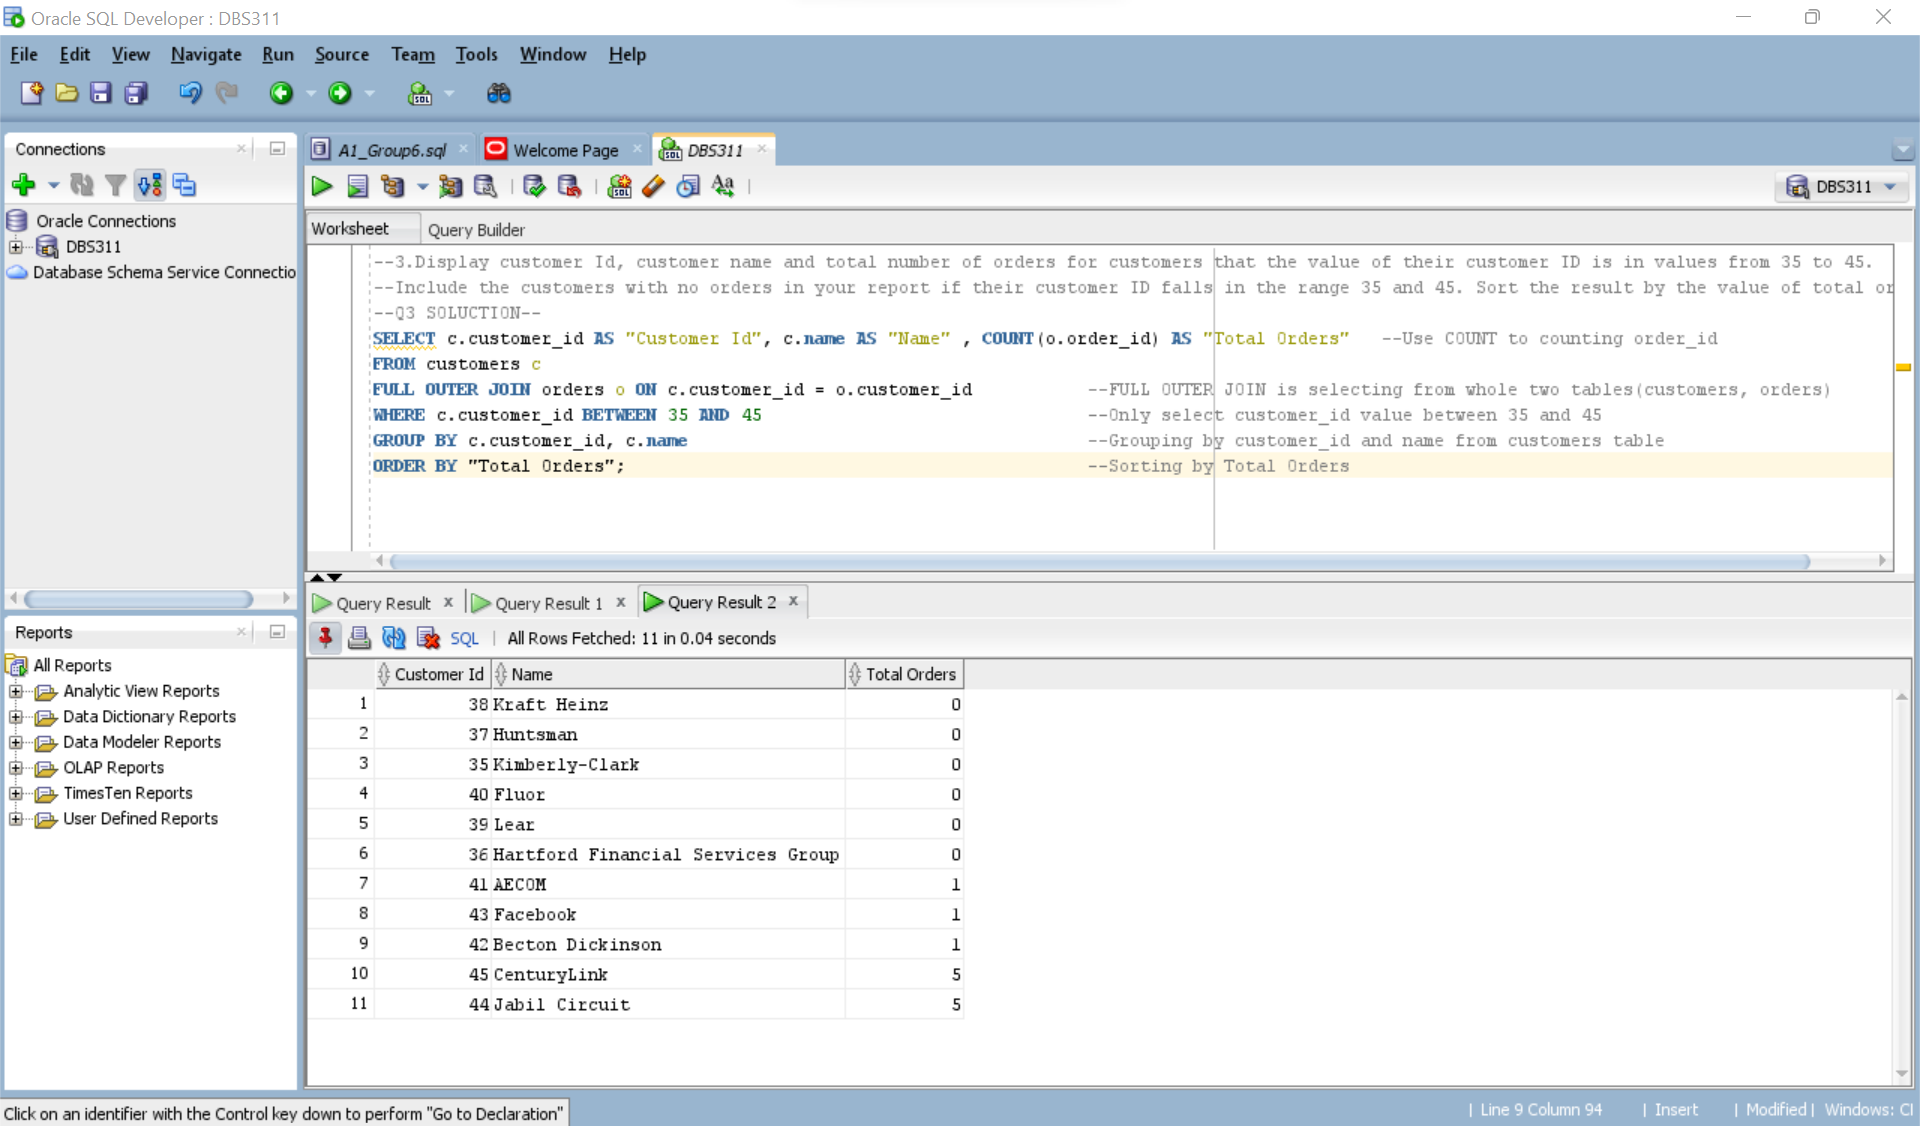 Oracle SQL Developer : DBS311
File Edit View Navigate Run Source Team Tools Window Help
Connections
Oracle Connections
DBS311
Database Schema Service Connectio
Reports
All Reports
Analytic View Reports
Data Dictionary Reports
Data Modeler Reports
OLAP Reports
TimesTen Reports
User Defined Reports
A1_Group6.sql Welcome Page DBS311
DBS311
Worksheet Query Builder
--3.Display customer Id, customer name and total number of orders for customers that the value of their customer ID is in values from 35 to 45.
--Include the customers with no orders in your report if their customer ID falls in the range 35 and 45. Sort the result by the value of total or
--Q3 SOLUCTION--
SELECT c.customer_id AS "Customer Id", c.name AS "Name" , COUNT(o.order_id) AS "Total Orders" --Use COUNT to counting order_id
FROM customers c
FULL OUTER JOIN orders o ON c.customer_id = o.customer_id --FULL OUTER JOIN is selecting from whole two tables(customers, orders)
WHERE c.customer_id BETWEEN 35 AND 45 --Only select customer_id value between 35 and 45
GROUP BY c.customer_id, c.name --Grouping by customer_id and name from customers table
ORDER BY "Total Orders"; --Sorting by Total Orders
Query Result x Query Result 1 x Query Result 2 x
SQL | All Rows Fetched: 11 in 0.04 seconds
Customer Id Name Total Orders
1 38 Kraft Heinz 0
2 37 Huntsman 0
3 35 Kimberly-Clark 0
4 40 Fluor 0
5 39 Lear 0
6 36 Hartford Financial Services Group 0
7 41 AECOM 1
8 43 Facebook 1
9 42 Becton Dickinson 1
10 45 CenturyLink 5
11 44 Jabil Circuit 5
Click on an identifier with the Control key down to perform "Go to Declaration"
| Line 9 Column 94 | Insert | Modified | Windows: Cl